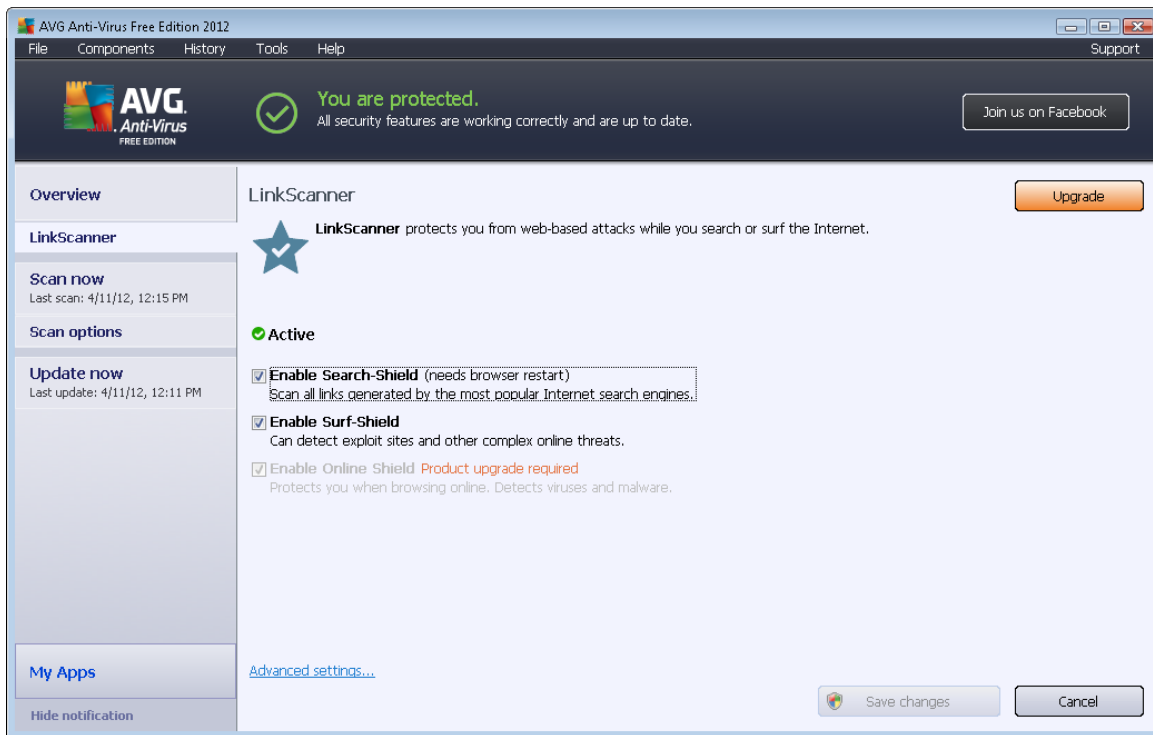 AVG Anti-Virus Free Edition 2012
File Components History Tools Help Support
AVG.
Anti-Virus
FREE EDITION
You are protected.
All security features are working correctly and are up to date.
Join us on Facebook
Overview
LinkScanner
Scan now
Last scan: 4/11/12, 12:15 PM
Scan options
Update now
Last update: 4/11/12, 12:11 PM
My Apps
Hide notification
LinkScanner
Upgrade
LinkScanner protects you from web-based attacks while you search or surf the Internet.
Active
Enable Search-Shield (needs browser restart)
Scan all links generated by the most popular Internet search engines.
Enable Surf-Shield
Can detect exploit sites and other complex online threats.
Enable Online Shield Product upgrade required
Protects you when browsing online. Detects viruses and malware.
Advanced settings...
Save changes
Cancel